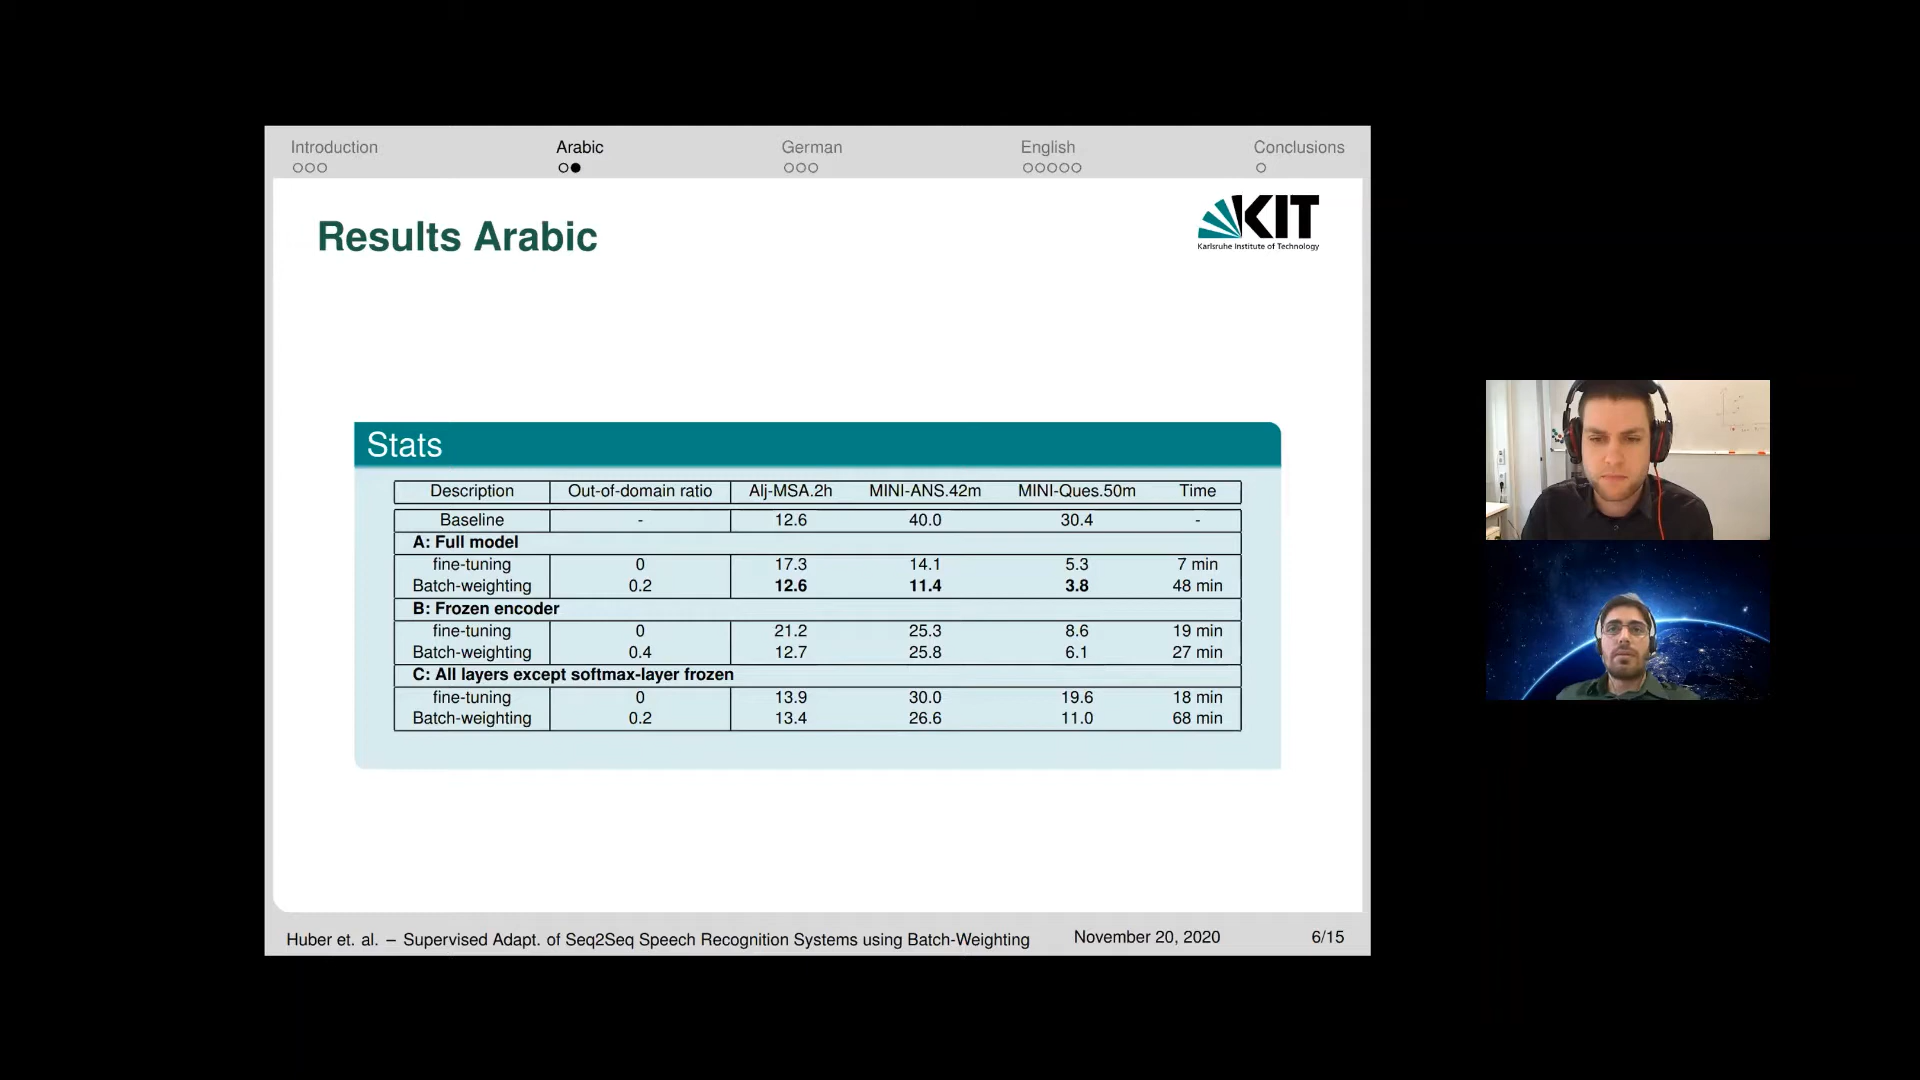 Introduction Arabic German English Conclusions
KIT
Karlsruhe Institute of Technology
Results Arabic
Stats
Description Out-of-domain ratio Alj-MSA.2h MINI-ANS.42m MINI-Ques.50m Time
Baseline - 12.6 40.0 30.4 -
A: Full model
fine-tuning 0 17.3 14.1 5.3 7 min
Batch-weighting 0.2 12.6 11.4 3.8 48 min
B: Frozen encoder
fine-tuning 0 21.2 25.3 8.6 19 min
Batch-weighting 0.4 12.7 25.8 6.1 27 min
C: All layers except softmax-layer frozen
fine-tuning 0 13.9 30.0 19.6 18 min
Batch-weighting 0.2 13.4 26.6 11.0 68 min
Huber et. al. – Supervised Adapt. of Seq2Seq Speech Recognition Systems using Batch-Weighting November 20, 2020 6/15